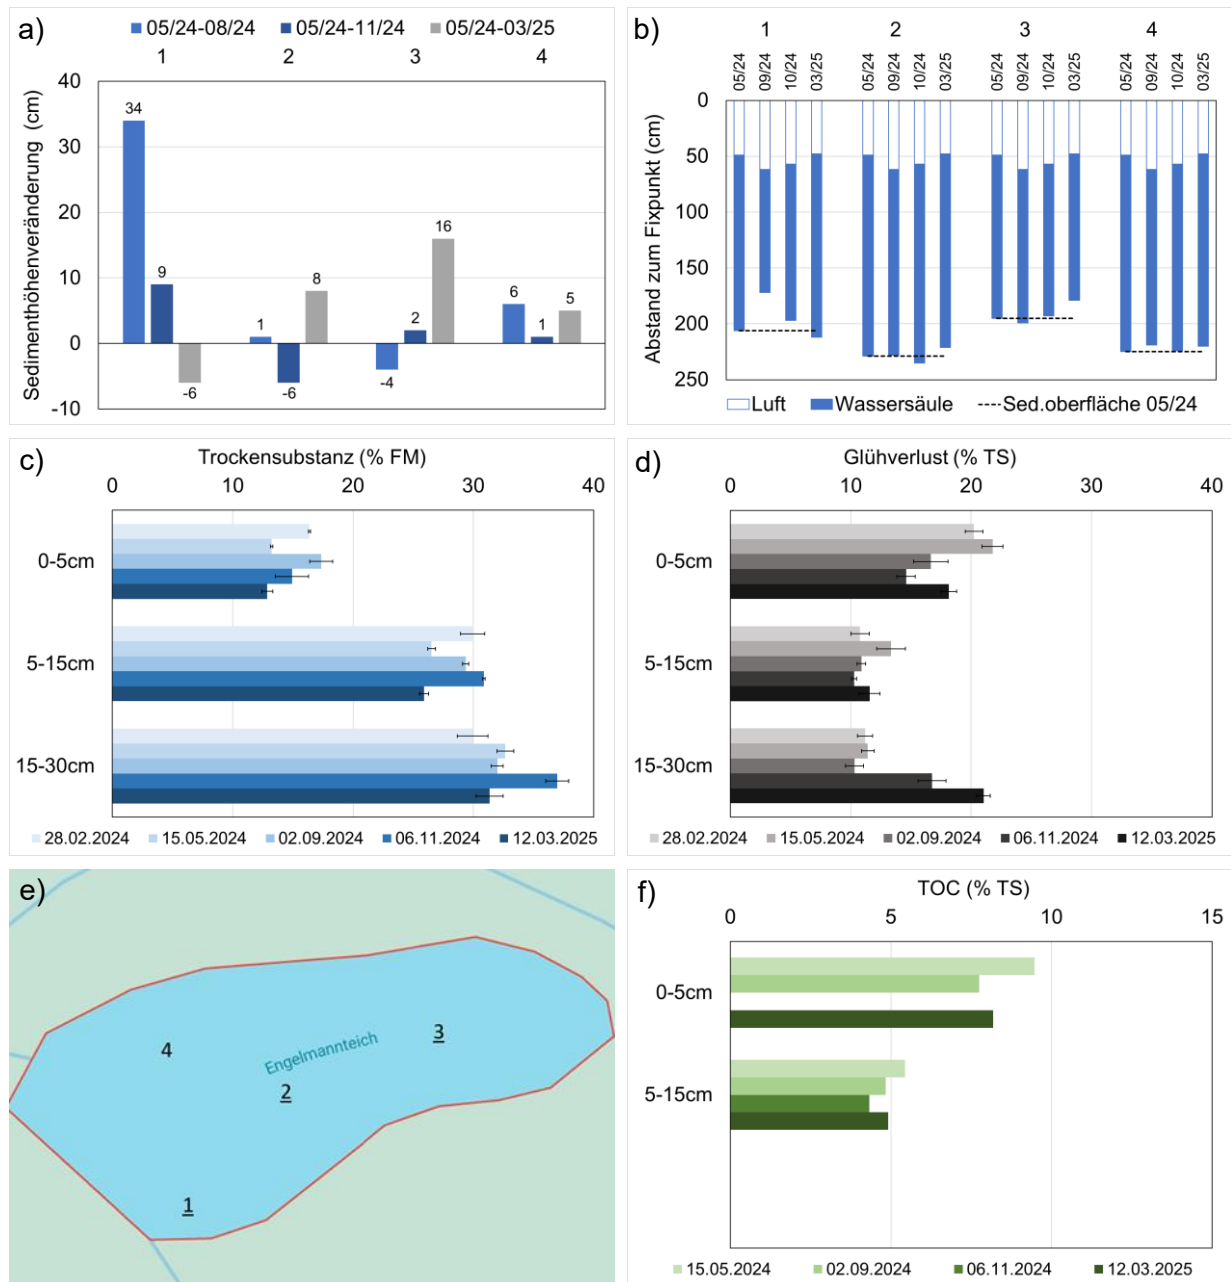 a)
05/24-08/24 05/24-11/24 05/24-03/25
1 2 3 4
Sedimenthöhenveränderung (cm)
40
30
20
10
0
-10
34 9 -6
1 -6 8
-4 2 16
6 1 5
b)
1 2 3 4
05/24 09/24 10/24 03/25 05/24 09/24 10/24 03/25 05/24 09/24 10/24 03/25 05/24 09/24 10/24 03/25
Abstand zum Fixpunkt (cm)
0
50
100
150
200
250
Luft Wassersäule Sed.oberfläche 05/24
c)
Trockensubstanz (% FM)
0 10 20 30 40
0-5cm
5-15cm
15-30cm
28.02.2024 15.05.2024 02.09.2024 06.11.2024 12.03.2025
d)
Glühverlust (% TS)
0 10 20 30 40
0-5cm
5-15cm
15-30cm
28.02.2024 15.05.2024 02.09.2024 06.11.2024 12.03.2025
e)
4
Engelmannteich
3
2
1
f)
TOC (% TS)
0 5 10 15
0-5cm
5-15cm
15.05.2024 02.09.2024 06.11.2024 12.03.2025